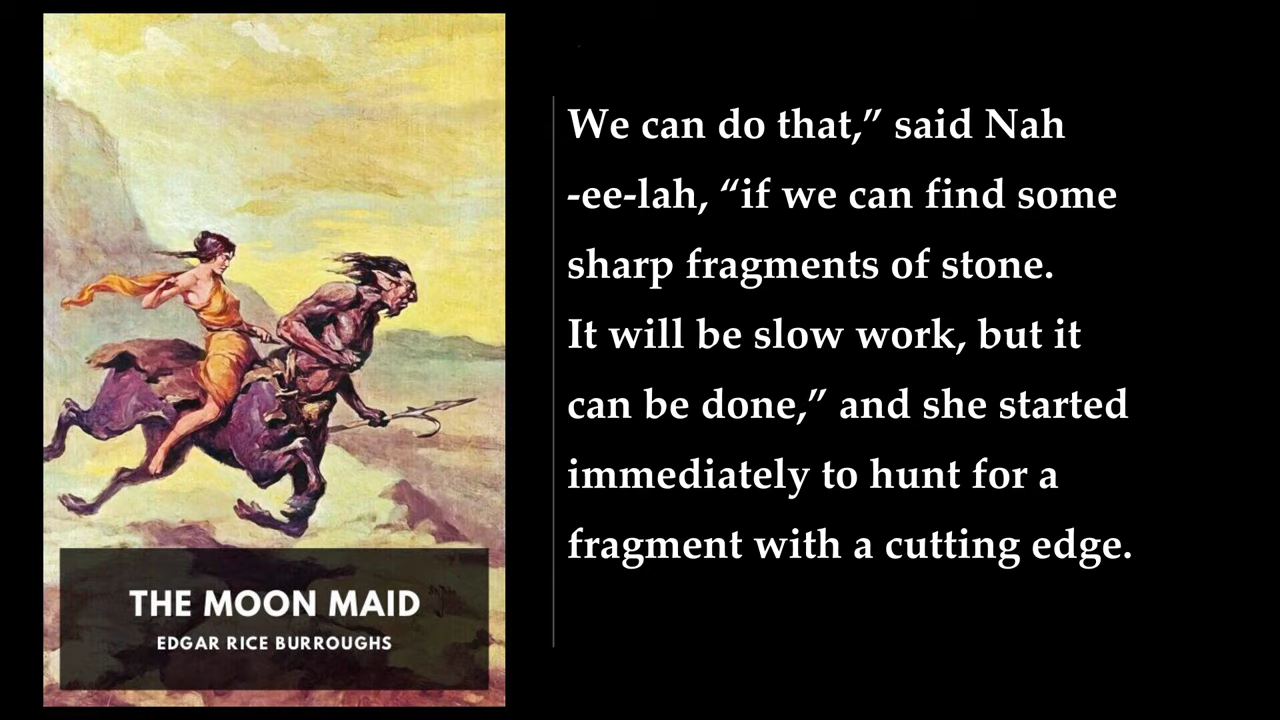 We can do that,” said Nah
-ee-lah, “if we can find some
sharp fragments of stone.
It will be slow work, but it
can be done,” and she started
immediately to hunt for a
fragment with a cutting edge.
THE MOON MAID
EDGAR RICE BURROUGHS